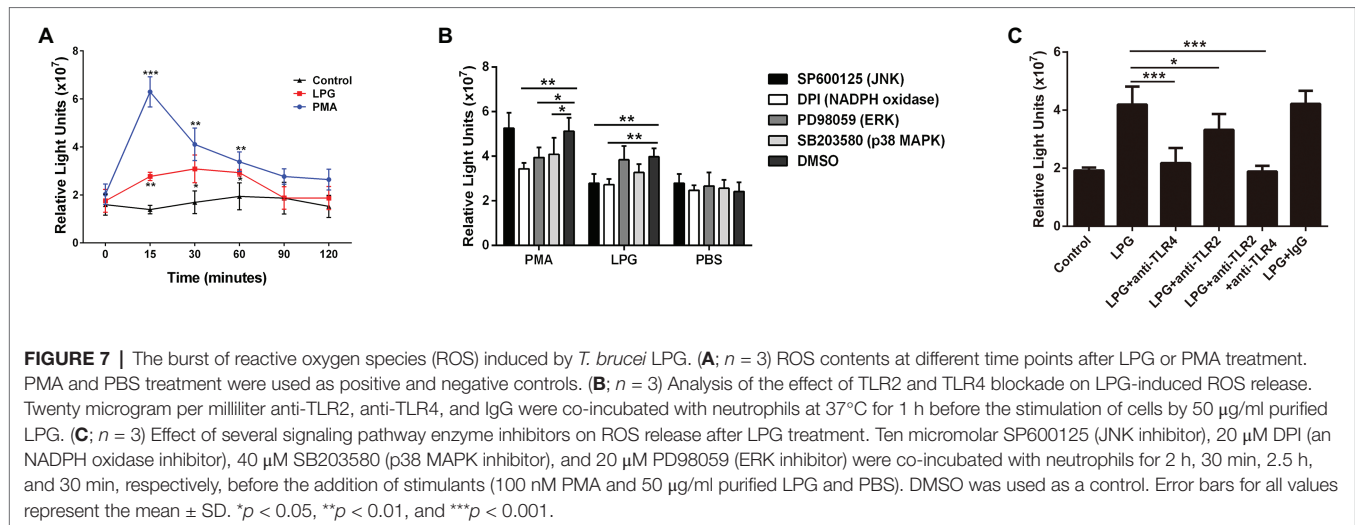 A
Relative Light Units (x10⁷)
8
6
4
2
0
***
**
**
**
*
*
Control
LPG
PMA
0 15 30 60 90 120
Time (minutes)
B
Relative Light Units (x10⁷)
8
6
4
2
0
**
*
*
**
**
PMA LPG PBS
SP600125 (JNK)
DPI (NADPH oxidase)
PD98059 (ERK)
SB203580 (p38 MAPK)
DMSO
C
Relative Light Units (x10⁷)
8
6
4
2
0
***
*
***
Control
LPG
LPG+anti-TLR4
LPG+anti-TLR2
LPG+anti-TLR2
+anti-TLR4
LPG+IgG
FIGURE 7 | The burst of reactive oxygen species (ROS) induced by T. brucei LPG. (A; n = 3) ROS contents at different time points after LPG or PMA treatment.
PMA and PBS treatment were used as positive and negative controls. (B; n = 3) Analysis of the effect of TLR2 and TLR4 blockade on LPG-induced ROS release.
Twenty microgram per milliliter anti-TLR2, anti-TLR4, and IgG were co-incubated with neutrophils at 37°C for 1 h before the stimulation of cells by 50 μg/ml purified
LPG. (C; n = 3) Effect of several signaling pathway enzyme inhibitors on ROS release after LPG treatment. Ten micromolar SP600125 (JNK inhibitor), 20 μM DPI (an
NADPH oxidase inhibitor), 40 μM SB203580 (p38 MAPK inhibitor), and 20 μM PD98059 (ERK inhibitor) were co-incubated with neutrophils for 2 h, 30 min, 2.5 h,
and 30 min, respectively, before the addition of stimulants (100 nM PMA and 50 μg/ml purified LPG and PBS). DMSO was used as a control. Error bars for all values
represent the mean ± SD. *p < 0.05, **p < 0.01, and ***p < 0.001.